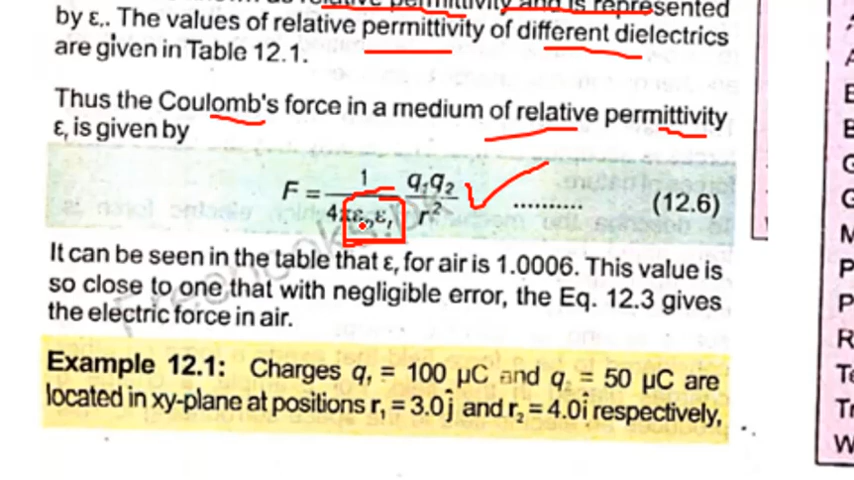 by εᵣ. The values of relative permittivity of different dielectrics
are given in Table 12.1.
Thus the Coulomb's force in a medium of relative permittivity
εᵣ is given by
F = 1/4πε₀εᵣ q₁q₂/r² .......... (12.6)
It can be seen in the table that εᵣ for air is 1.0006. This value is
so close to one that with negligible error, the Eq. 12.3 gives
the electric force in air.
Example 12.1: Charges q₁ = 100 μC and q₂ = 50 μC are
located in xy-plane at positions r₁ = 3.0ĵ and r₂ = 4.0î respectively,